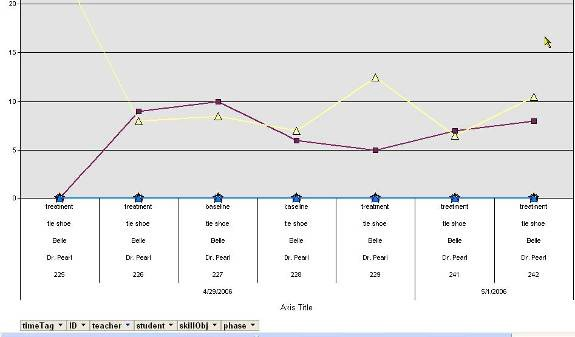 20
15
10
5
0
treatment treatment baseline baseline treatment treatment treatment
tie shoe tie shoe tie shoe tie shoe tie shoe tie shoe tie shoe
Belle Belle Belle Belle Belle Belle Belle
Dr. Pearl Dr. Pearl Dr. Pearl Dr. Pearl Dr. Pearl Dr. Pearl Dr. Pearl
225 226 227 228 229 241 242
4/29/2006 5/1/2006
Axis Title
timeTag ID teacher student skillObj phase